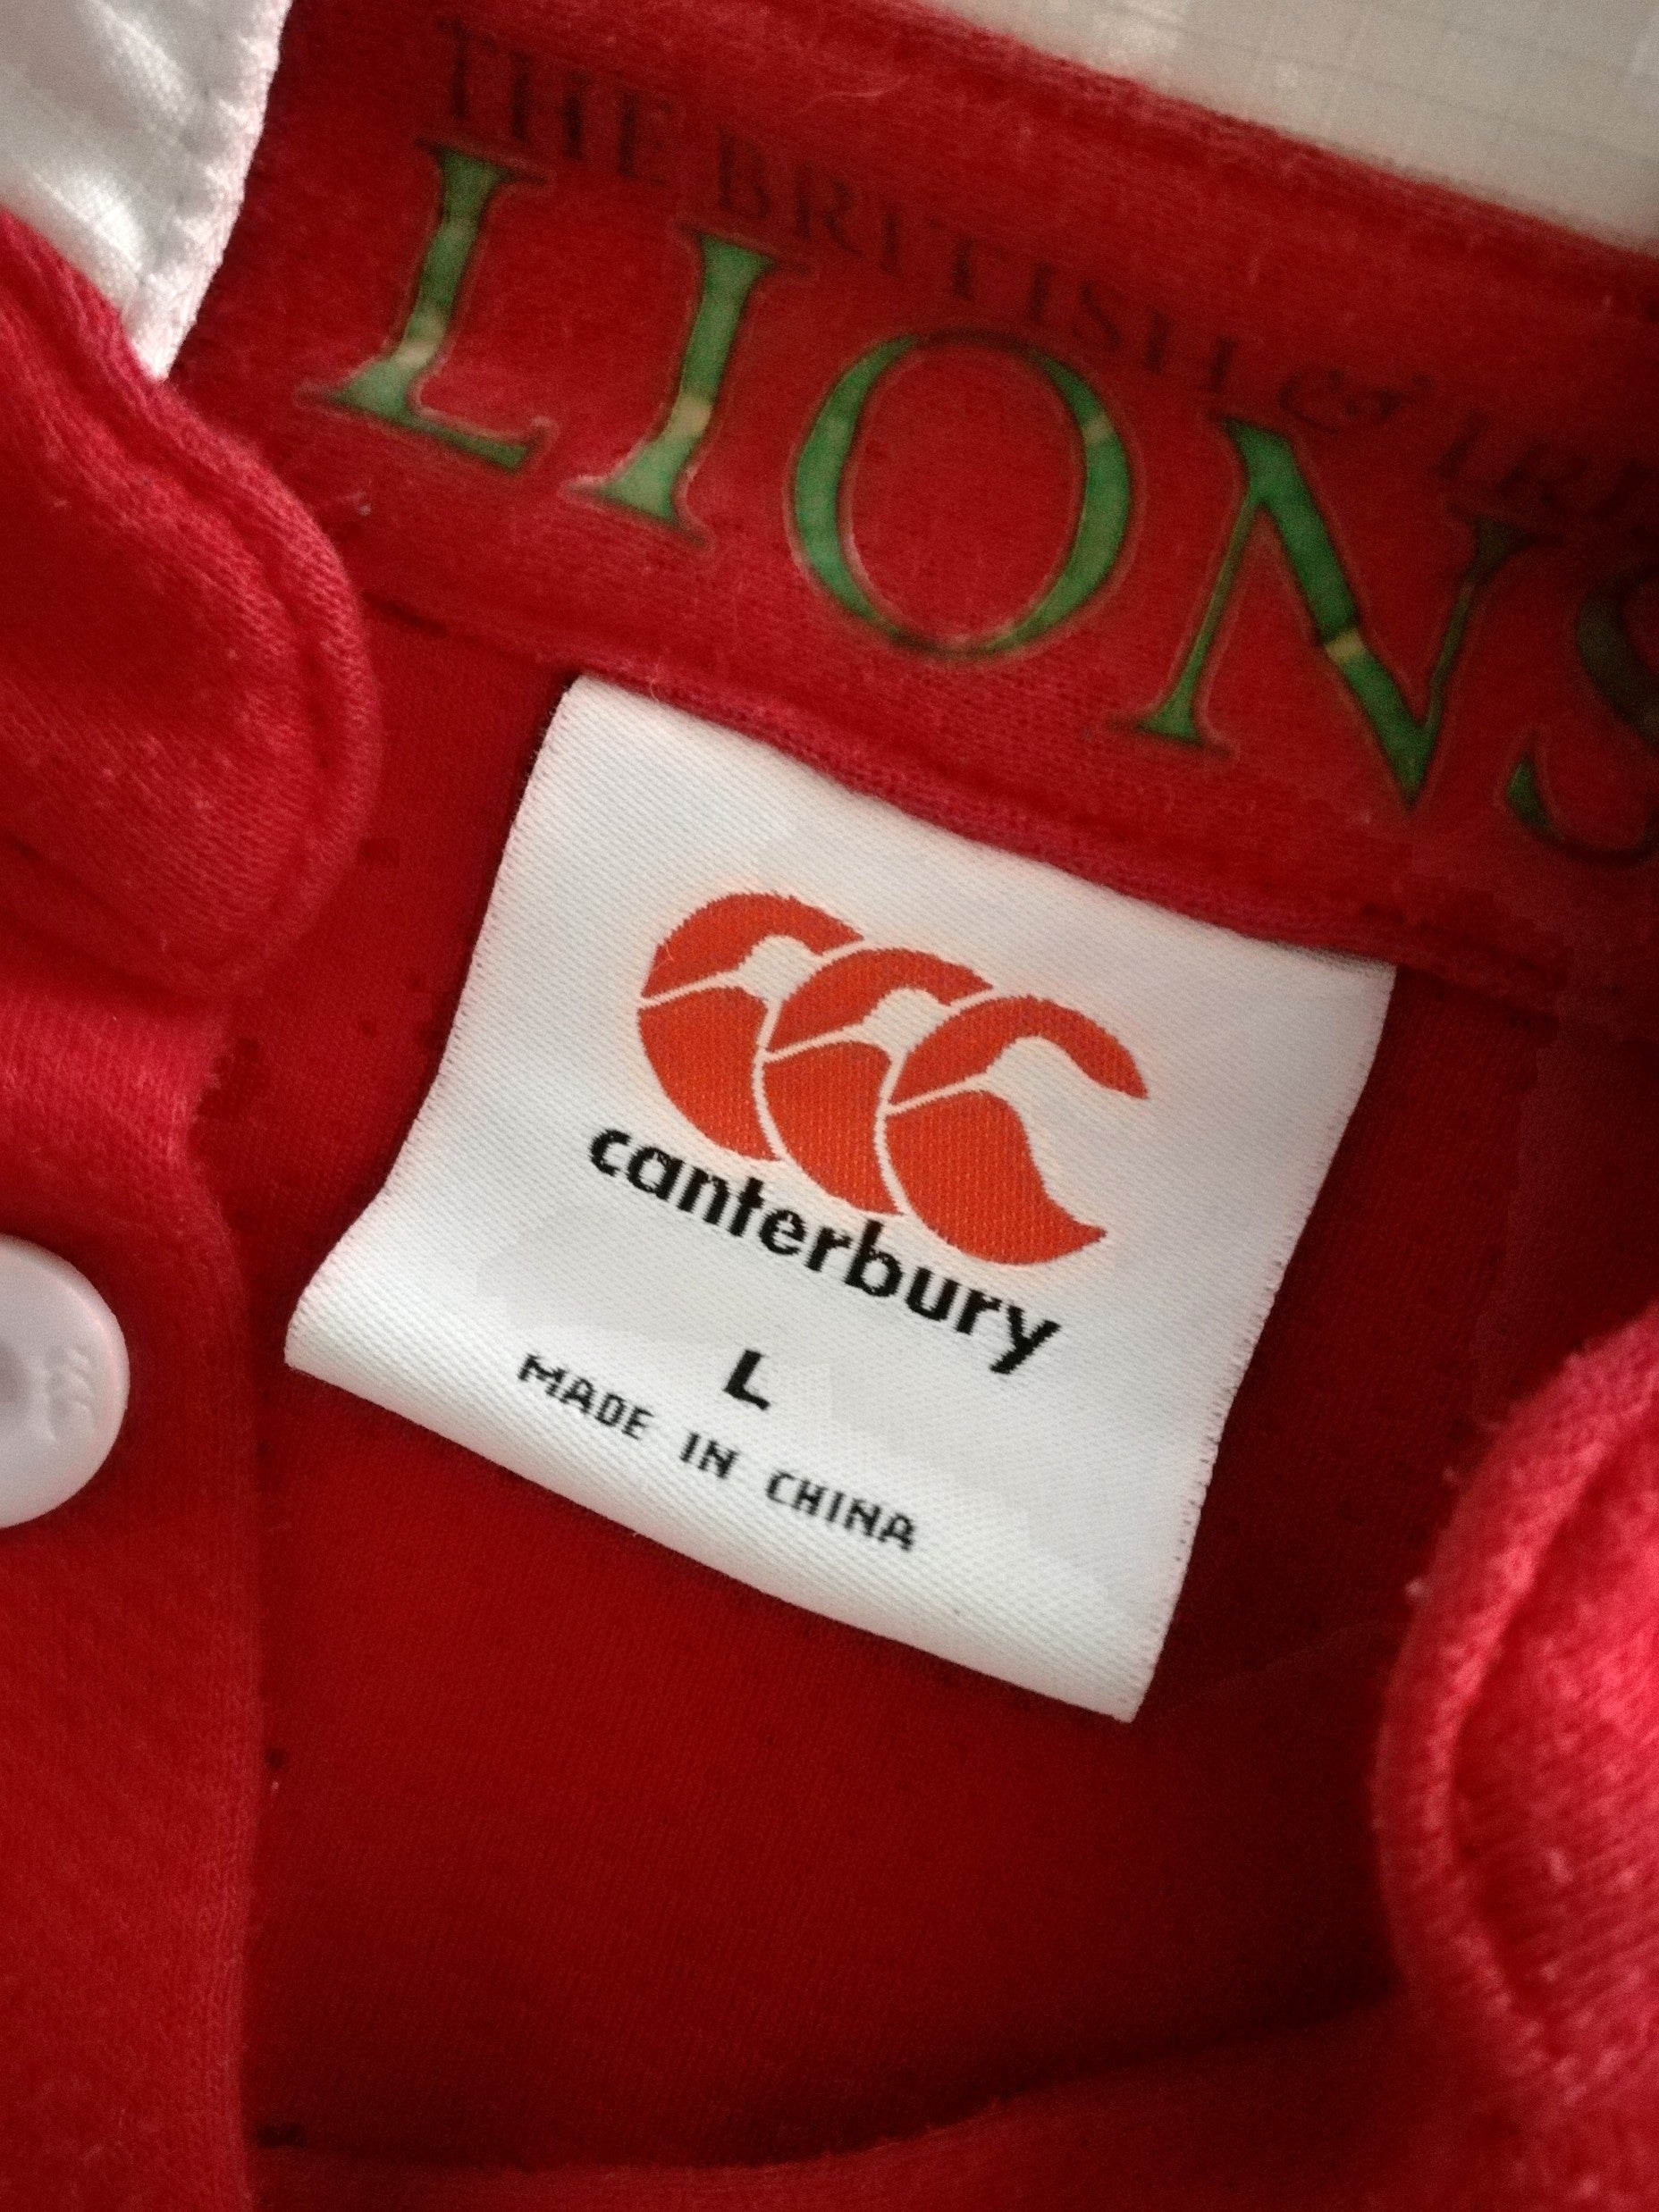 THE BRITISH &
LIONS
canterbury
L
MADE IN CHINA